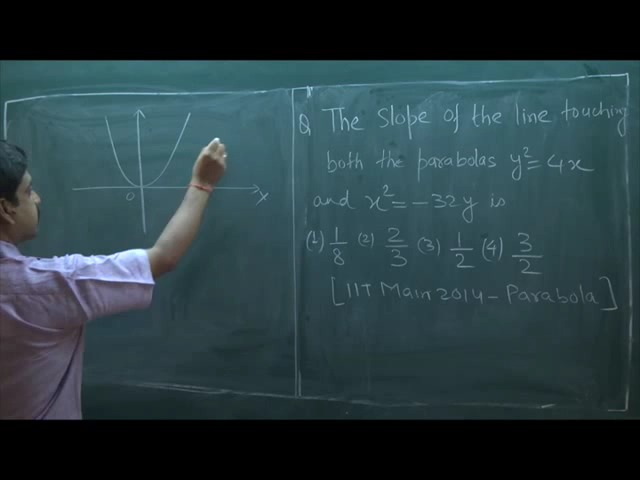 O
X
Q The Slope of the line touching
both the parabolas y²=4x
and x²=-32y is
(1) 1/8 (2) 2/3 (3) 1/2 (4) 3/2
[IIT Main 2014 - Parabola]